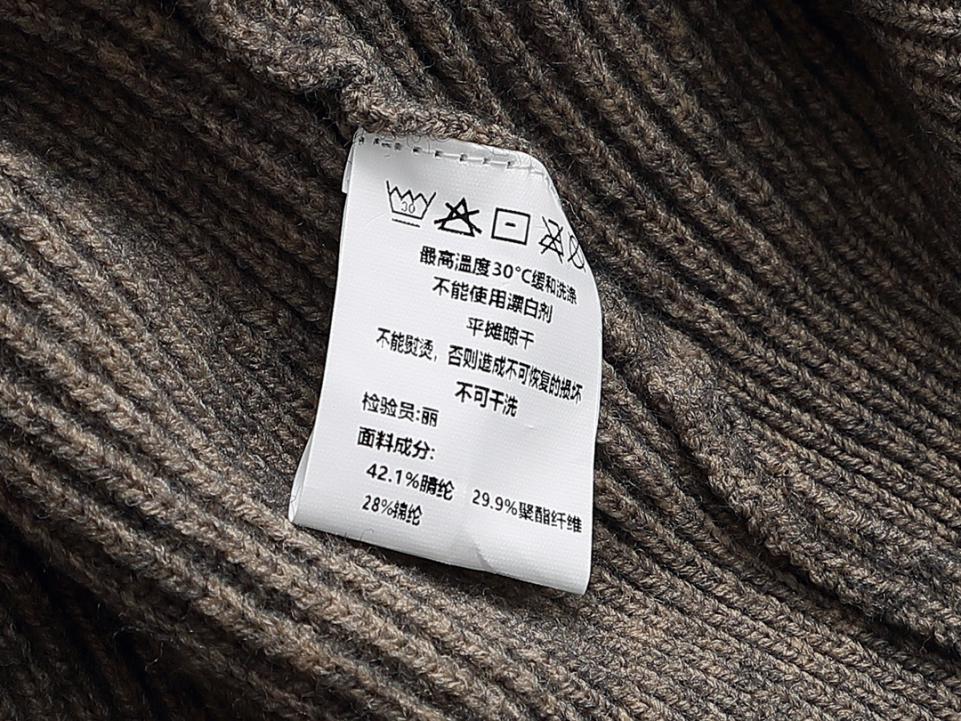 30
最高温度30°C缓和洗涤
不能使用漂白剂
平摊晾干
不能熨烫，否则造成不可恢复的损坏
不可干洗
检验员:丽
面料成分:
42.1%腈纶 29.9%聚酯纤维
28%锦纶